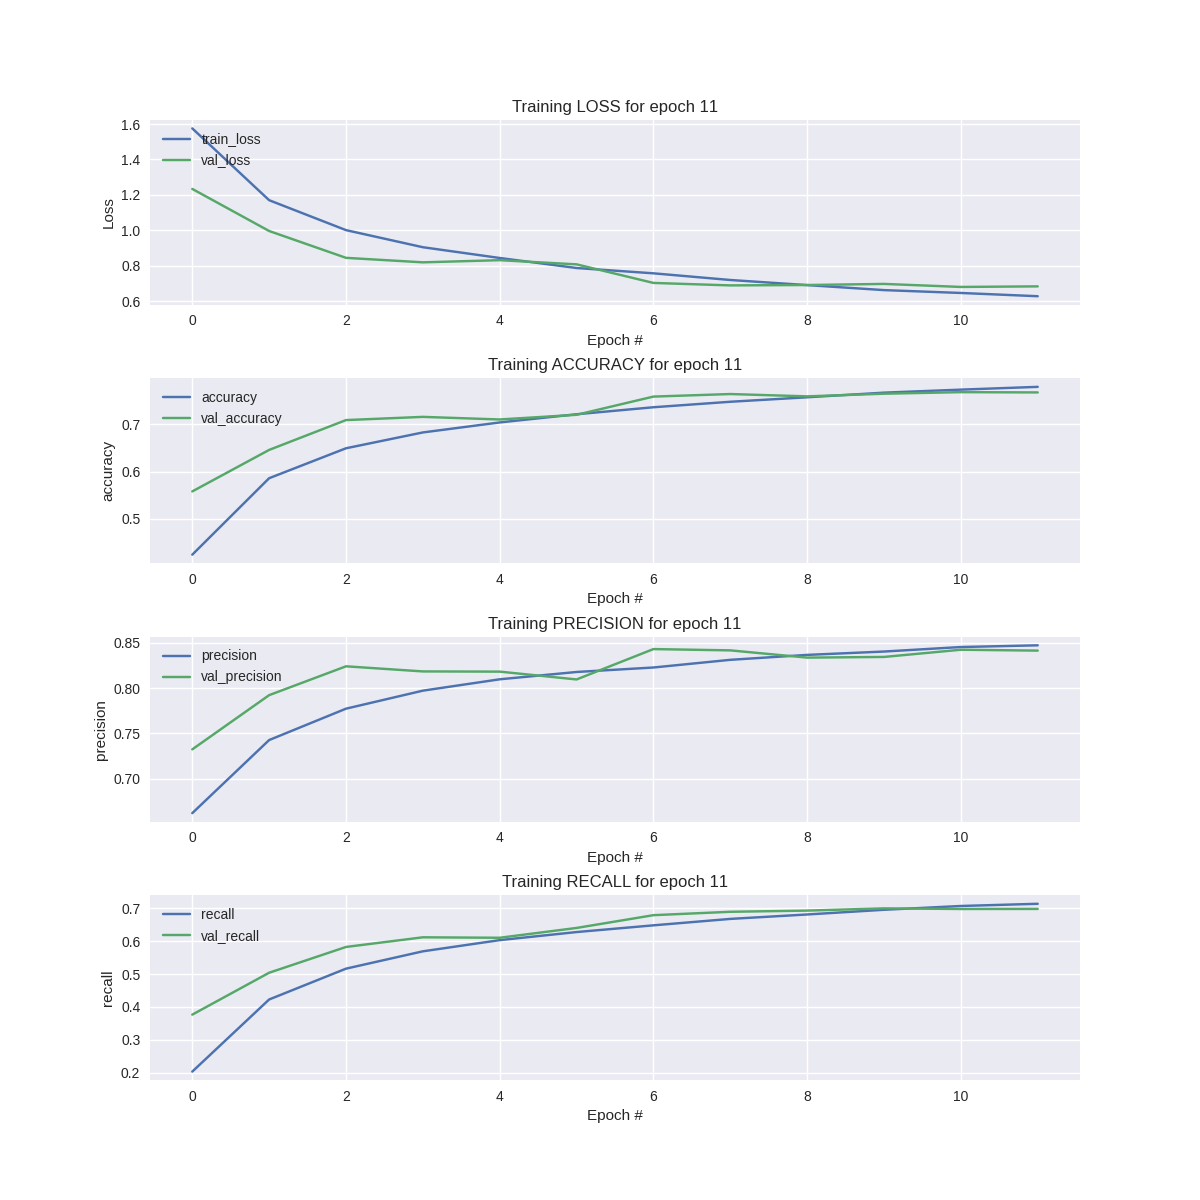 Training LOSS for epoch 11
1.6
1.4
1.2
1.0
0.8
0.6
Loss
train_loss
val_loss
0 2 4 6 8 10
Epoch #
Training ACCURACY for epoch 11
0.7
0.6
0.5
accuracy
accuracy
val_accuracy
0 2 4 6 8 10
Epoch #
Training PRECISION for epoch 11
0.85
0.80
0.75
0.70
precision
precision
val_precision
0 2 4 6 8 10
Epoch #
Training RECALL for epoch 11
0.7
0.6
0.5
0.4
0.3
0.2
recall
recall
val_recall
0 2 4 6 8 10
Epoch #